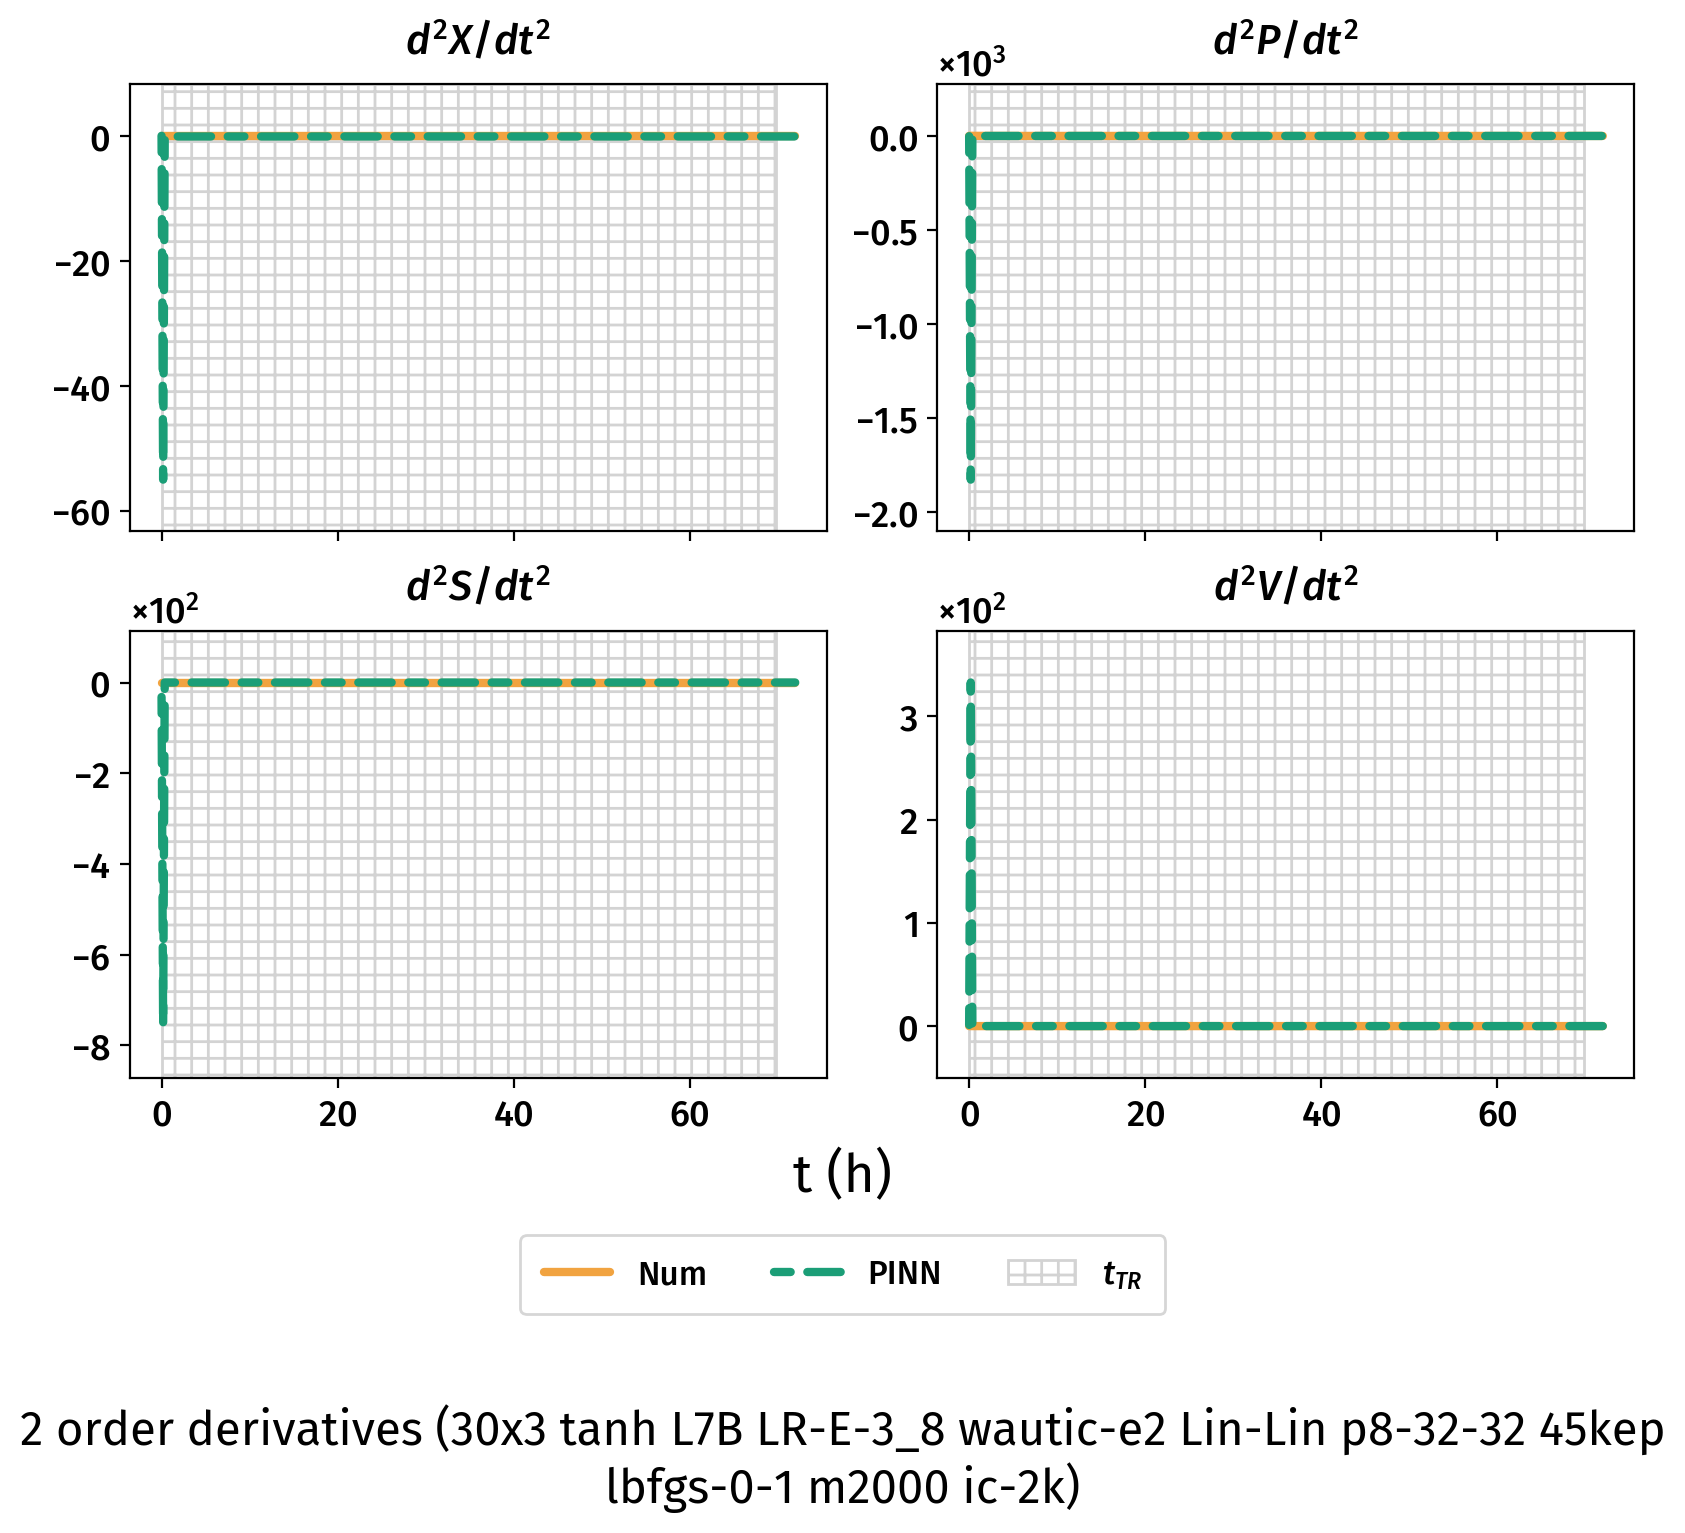 d²X/dt²
d²P/dt²
×10³
0
−20
−40
−60
0.0
−0.5
−1.0
−1.5
−2.0
d²S/dt²
d²V/dt²
×10²
×10²
0
−2
−4
−6
−8
3
2
1
0
0 20 40 60
0 20 40 60
t (h)
Num PINN t_TR
2 order derivatives (30x3 tanh L7B LR-E-3_8 wautic-e2 Lin-Lin p8-32-32 45kep
lbfgs-0-1 m2000 ic-2k)